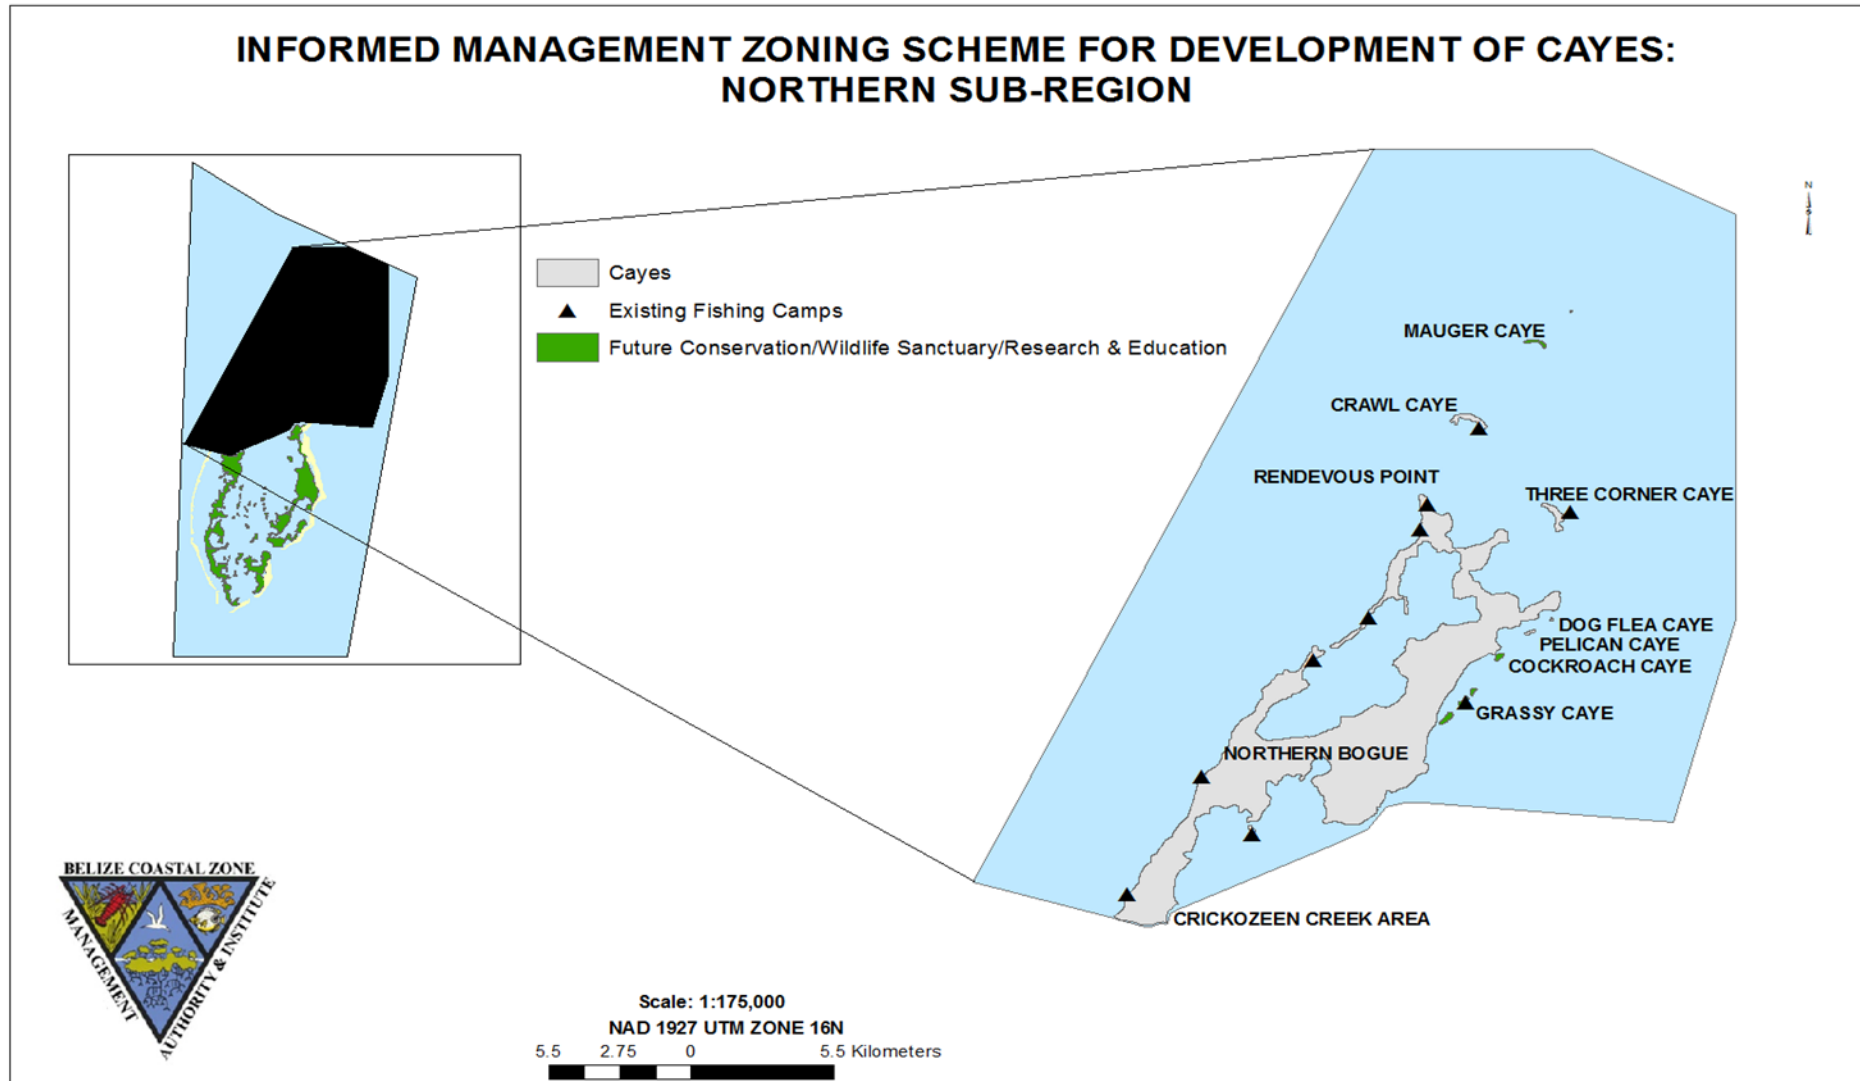 INFORMED MANAGEMENT ZONING SCHEME FOR DEVELOPMENT OF CAYES:
NORTHERN SUB-REGION
N
Cayes
Existing Fishing Camps
Future Conservation/Wildlife Sanctuary/Research & Education
MAUGER CAYE
CRAWL CAYE
RENDEVOUS POINT
THREE CORNER CAYE
DOG FLEA CAYE
PELICAN CAYE
COCKROACH CAYE
GRASSY CAYE
NORTHERN BOGUE
CRICKOZEEN CREEK AREA
BELIZE COASTAL ZONE
MANAGEMENT
AUTHORITY & INSTITUTE
Scale: 1:175,000
NAD 1927 UTM ZONE 16N
5.5 2.75 0 5.5 Kilometers